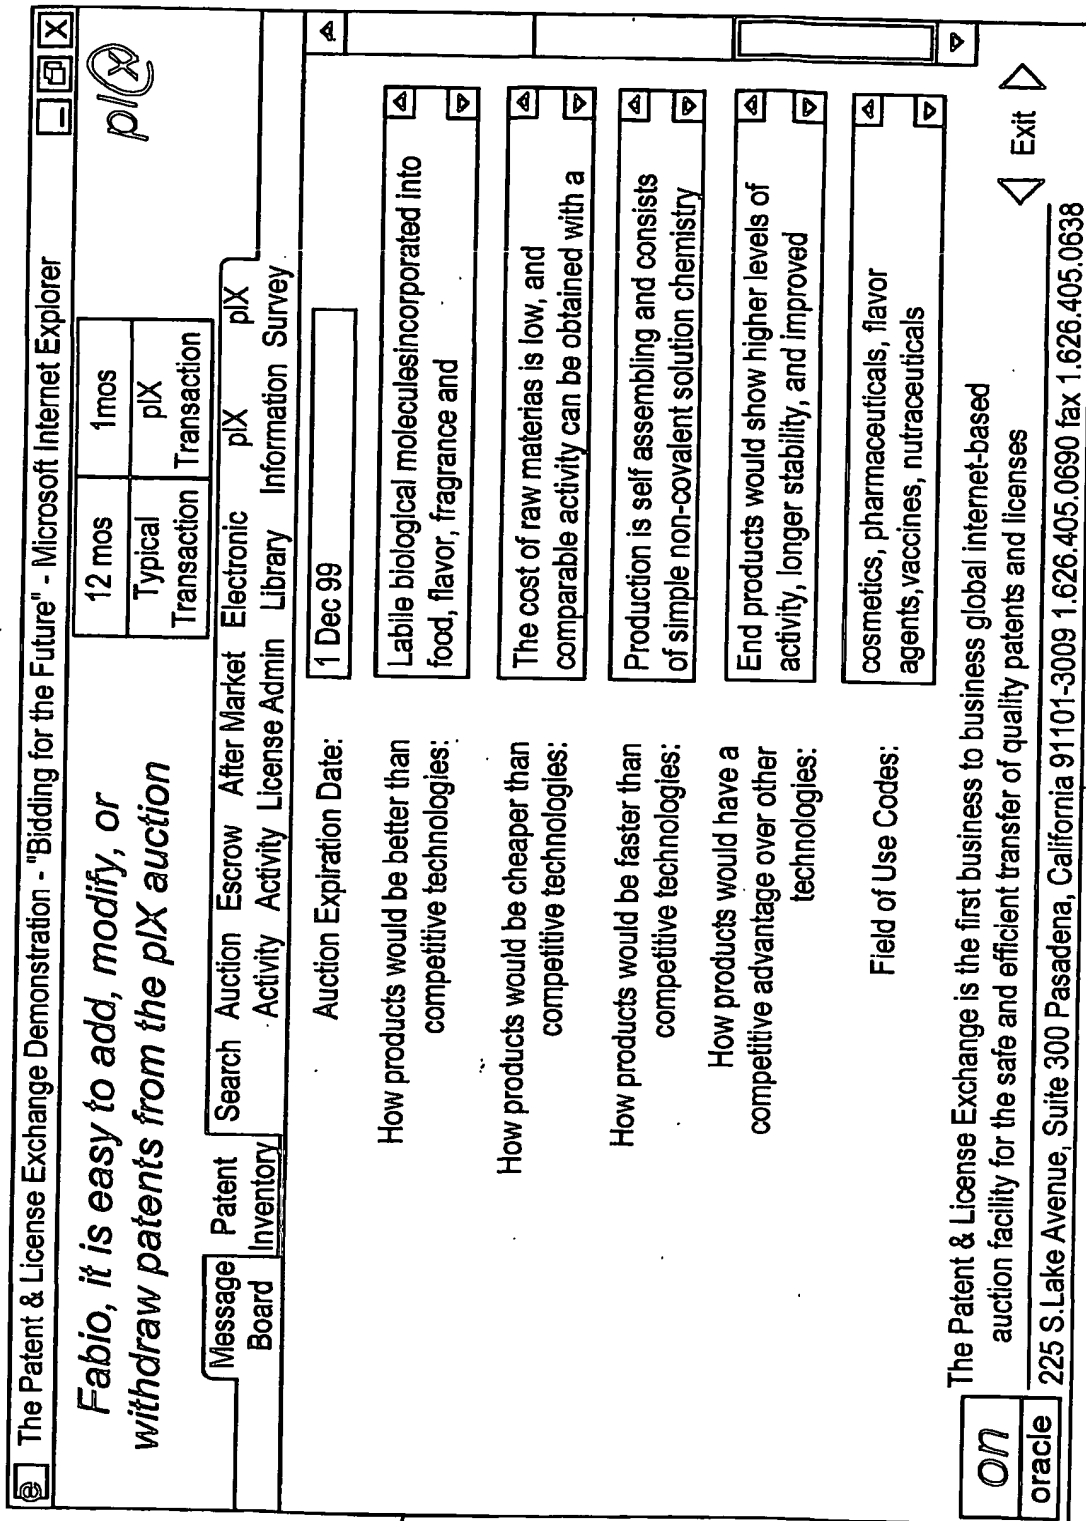 The Patent & License Exchange Demonstration - "Bidding for the Future" - Microsoft Internet Explorer
Fabio, it is easy to add, modify, or
withdraw patents from the pIX auction
12 mos 1mos
Typical Transaction pIX Transaction
pl(x)
Message Board
Patent Inventory
Search
Auction Activity
Escrow Activity
After Market License Admin
Electronic Library
pIX Information
pIX Survey
Auction Expiration Date: 1 Dec 99
How products would be better than
competitive technologies:
Labile biological moleculesincorporated into
food, flavor, fragrance and
How products would be cheaper than
competitive technologies:
The cost of raw materias is low, and
comparable activity can be obtained with a
How products would be faster than
competitive technologies:
Production is self assembling and consists
of simple non-covalent solution chemistry
How products would have a
competitive advantage over other
technologies:
End products would show higher levels of
activity, longer stability, and improved
Field of Use Codes:
cosmetics, pharmaceuticals, flavor
agents,vaccines, nutraceuticals
on
oracle
The Patent & License Exchange is the first business to business global internet-based
auction facility for the safe and efficient transfer of quality patents and licenses
Exit
225 S.Lake Avenue, Suite 300 Pasadena, California 91101-3009 1.626.405.0690 fax 1.626.405.0638